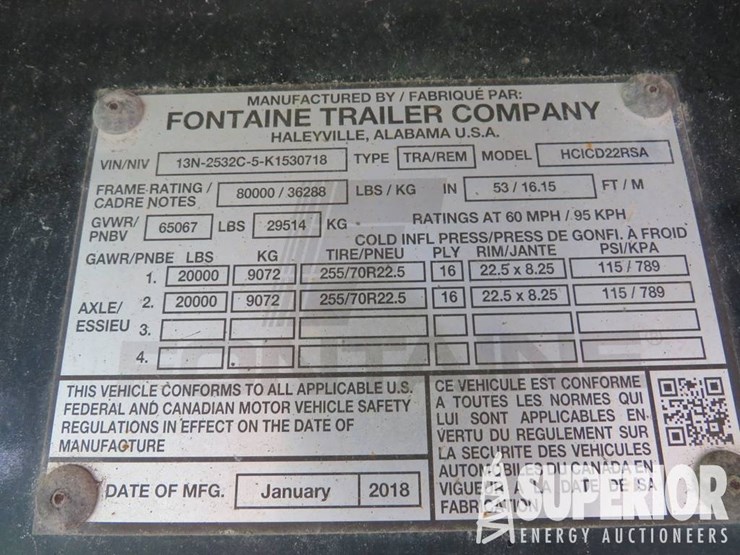 MANUFACTURED BY / FABRIQUÉ PAR:
FONTAINE TRAILER COMPANY
HALEYVILLE, ALABAMA U.S.A.
VIN/NIV 13N-2532C-5-K1530718 TYPE TRA/REM MODEL HCICD22RSA
FRAME RATING / CADRE NOTES 80000 / 36288 LBS / KG IN 53 / 16.15 FT / M
GVWR/ PNBV 65067 LBS 29514 KG RATINGS AT 60 MPH / 95 KPH
COLD INFL PRESS/PRESS DE GONFI. À FROID
GAWR/PNBE LBS KG TIRE/PNEU PLY RIM/JANTE PSI/KPA
1. 20000 9072 255/70R22.5 16 22.5 x 8.25 115 / 789
AXLE/ ESSIEU
2. 20000 9072 255/70R22.5 16 22.5 x 8.25 115 / 789
3.
4.
FONTAINE®
THIS VEHICLE CONFORMS TO ALL APPLICABLE U.S.
FEDERAL AND CANADIAN MOTOR VEHICLE SAFETY
REGULATIONS IN EFFECT ON THE DATE OF
MANUFACTURE
CE VEHICULE EST CONFORME
A TOUTES LES NORMES QUI
LUI SONT APPLICABLES EN-
VERTU DU REGULEMENT SUR
LA SECURITE DES VEHICULES
AUTOMOBILES DU CANADA EN
VIGUEUR A LA DATE DE SA
FABRICATION
DATE OF MFG. January 2018
SUPERIOR
ENERGY AUCTIONEERS